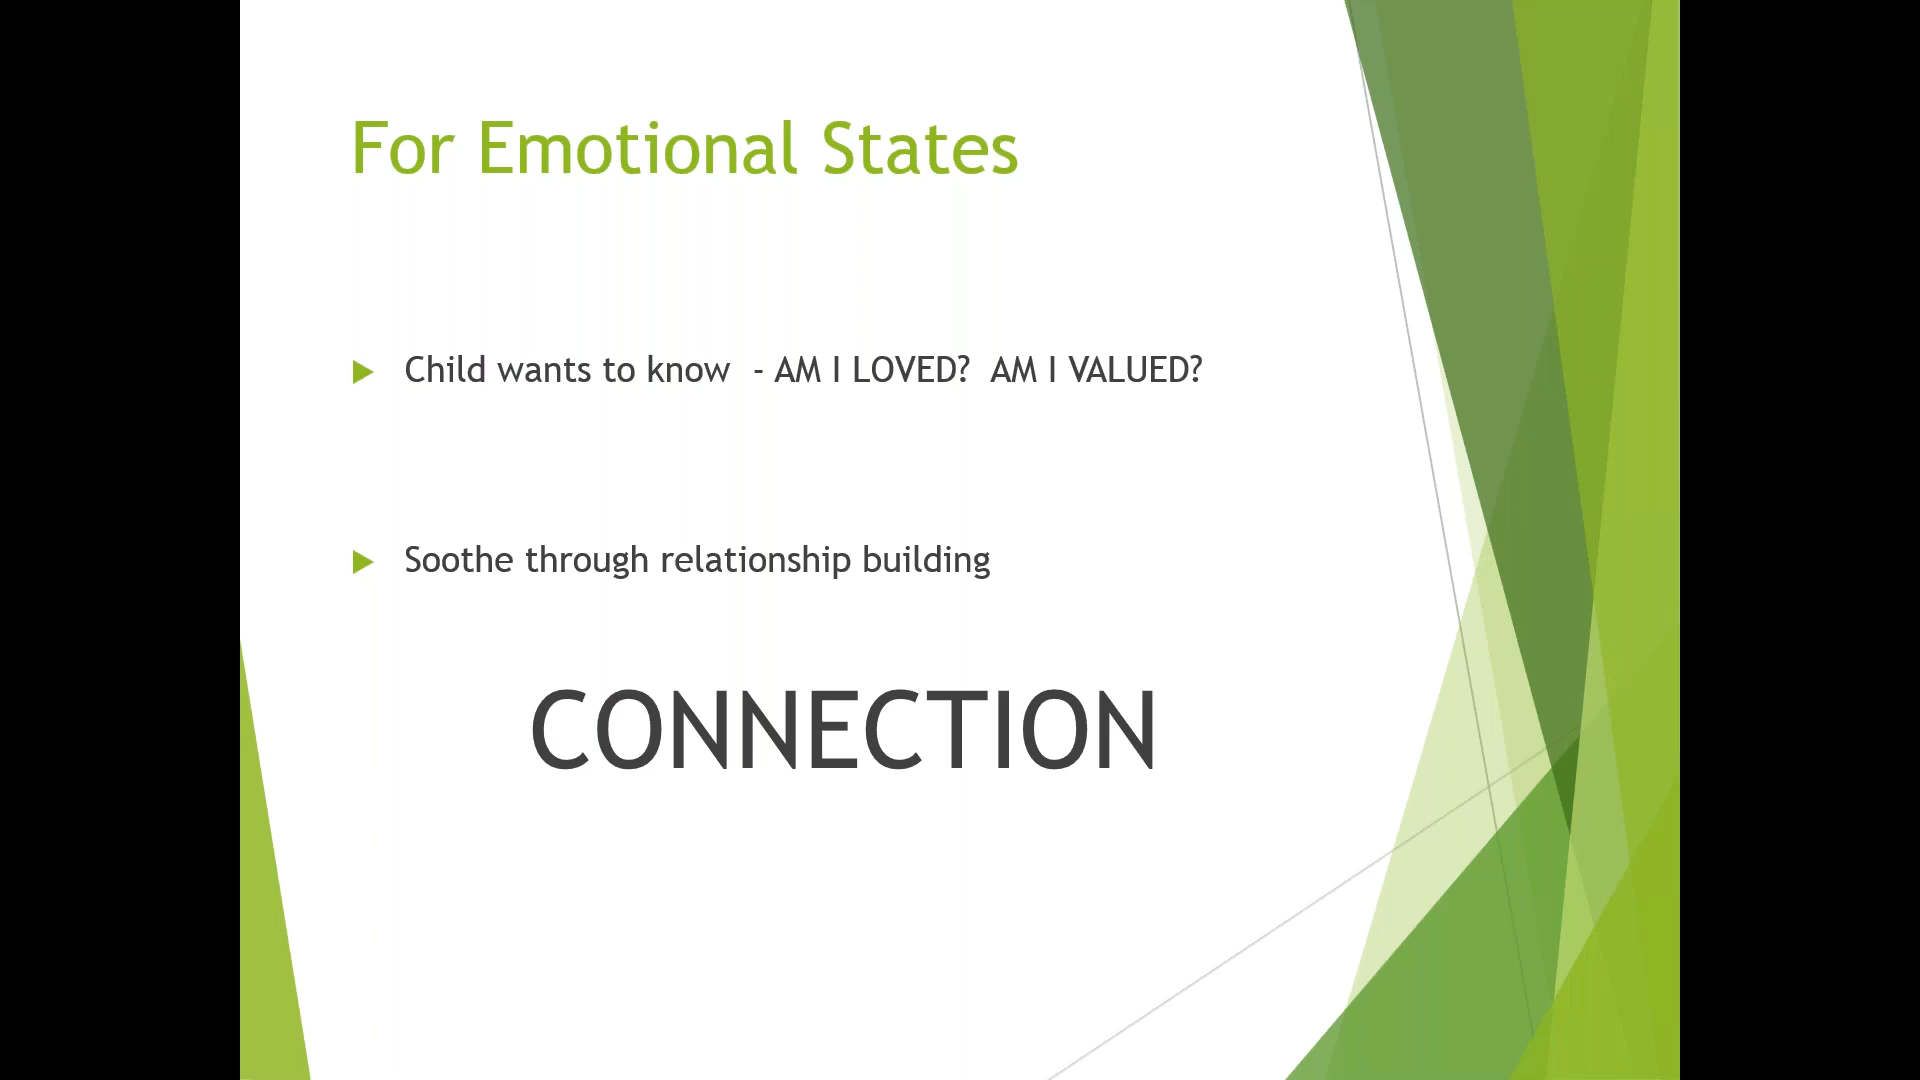 For Emotional States
Child wants to know  - AM I LOVED?  AM I VALUED?
Soothe through relationship building
CONNECTION